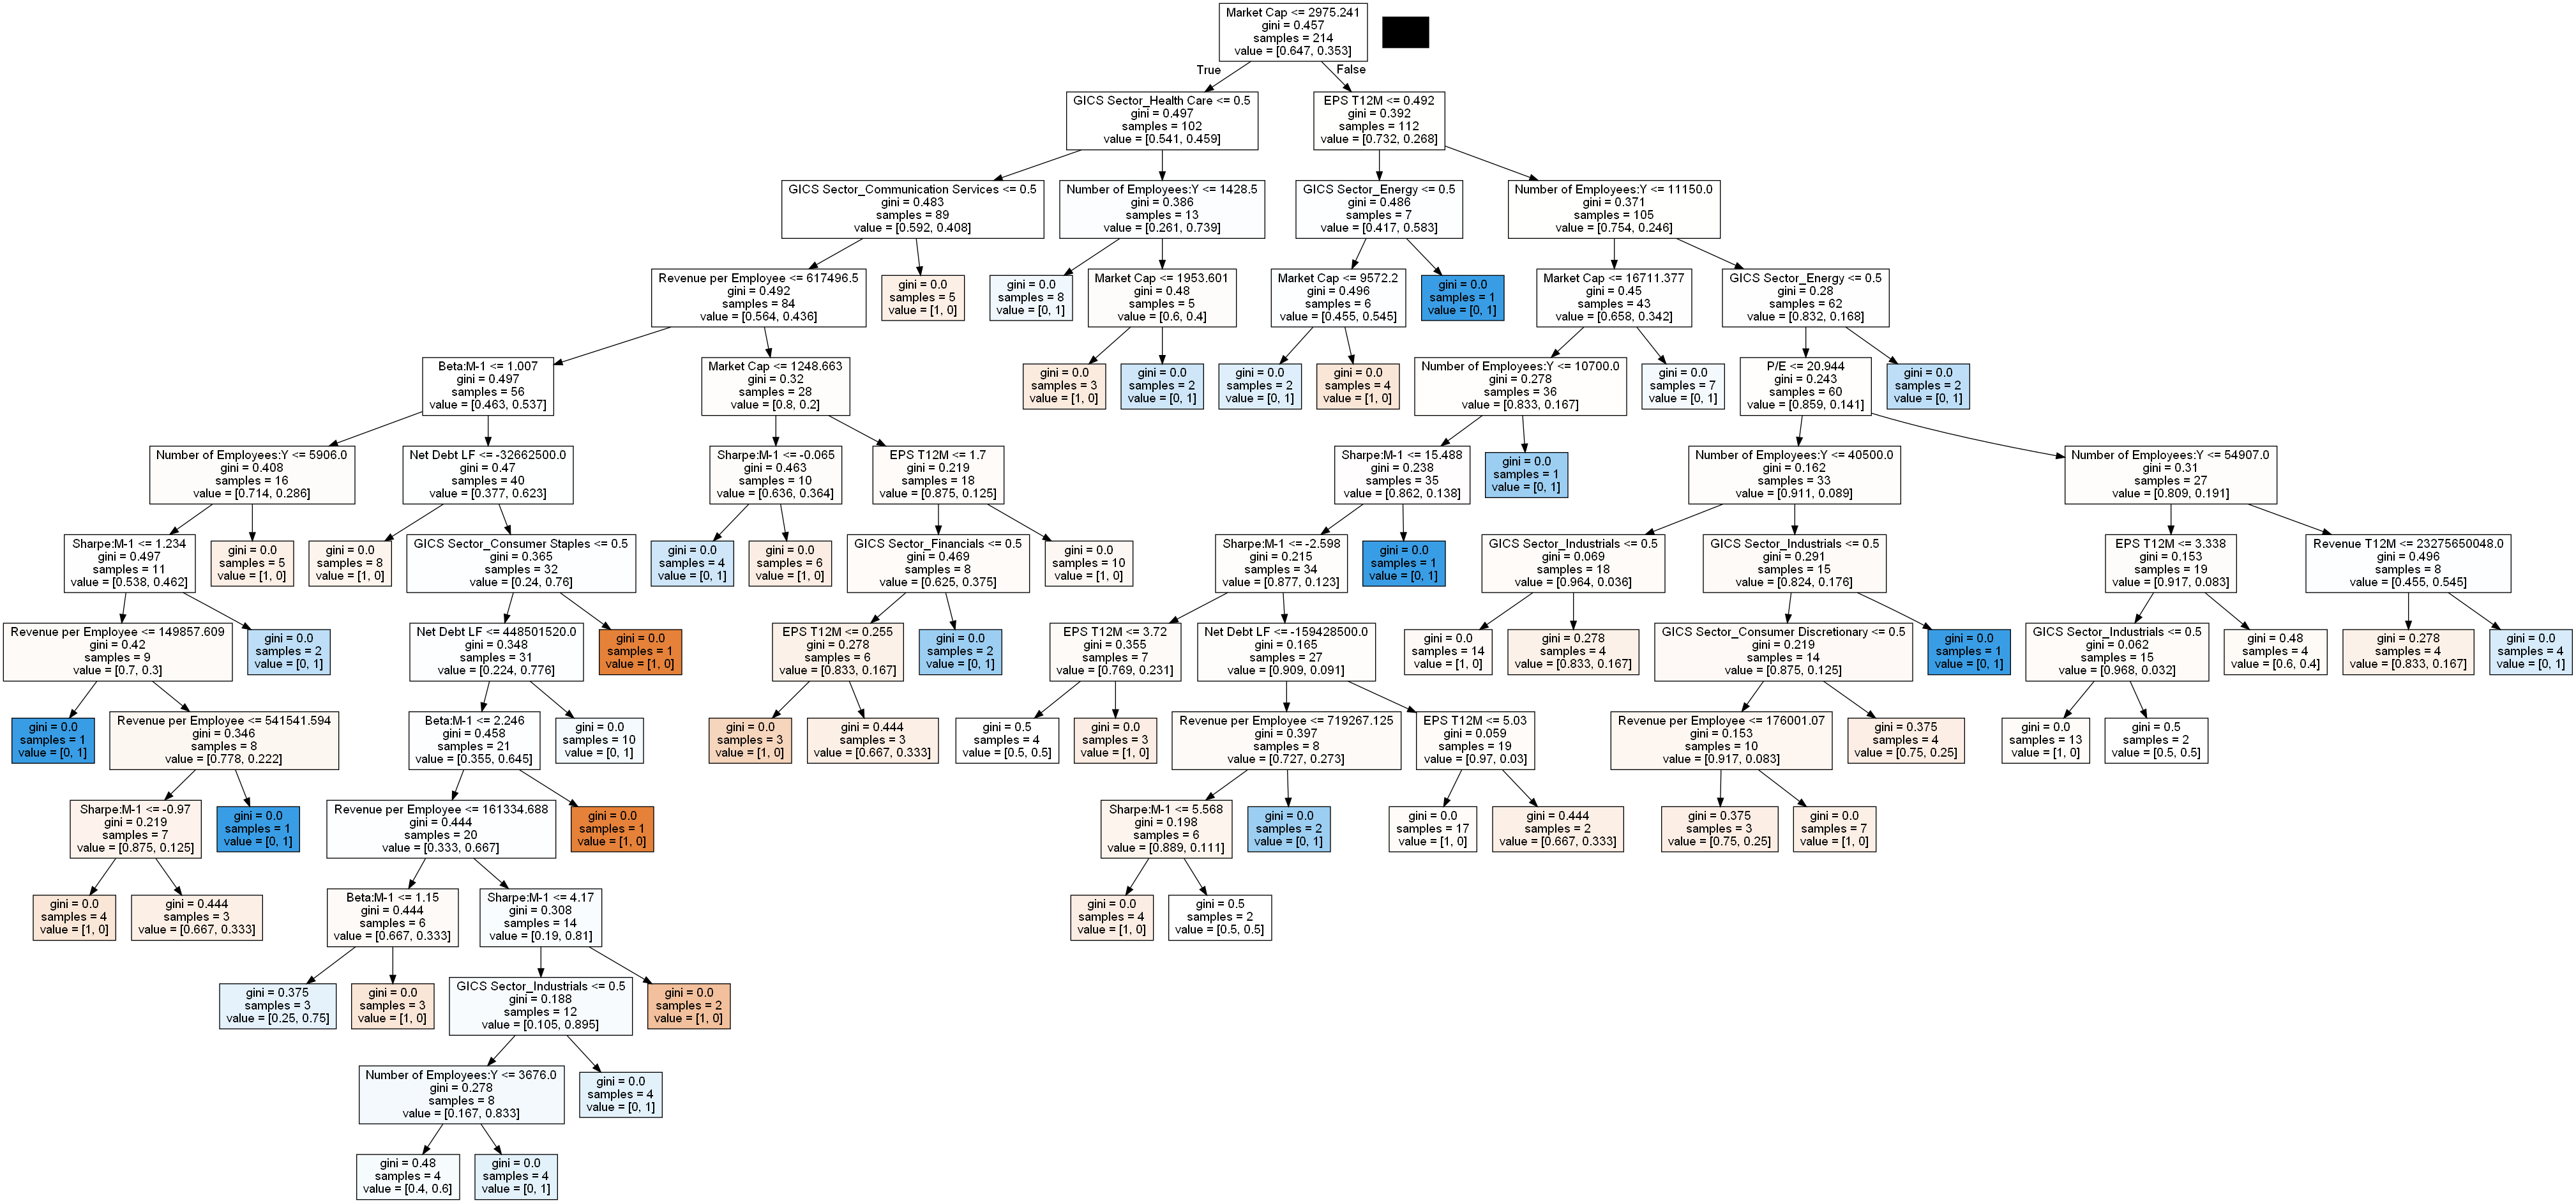 Market Cap <= 2975.241
gini = 0.457
samples = 214
value = [0.647, 0.353]
True
False
GICS Sector_Health Care <= 0.5
gini = 0.497
samples = 102
value = [0.541, 0.459]
EPS T12M <= 0.492
gini = 0.392
samples = 112
value = [0.732, 0.268]
GICS Sector_Communication Services <= 0.5
gini = 0.483
samples = 89
value = [0.592, 0.408]
Number of Employees:Y <= 1428.5
gini = 0.386
samples = 13
value = [0.261, 0.739]
GICS Sector_Energy <= 0.5
gini = 0.486
samples = 7
value = [0.417, 0.583]
Number of Employees:Y <= 11150.0
gini = 0.371
samples = 105
value = [0.754, 0.246]
Revenue per Employee <= 617496.5
gini = 0.492
samples = 84
value = [0.564, 0.436]
gini = 0.0
samples = 5
value = [1, 0]
gini = 0.0
samples = 8
value = [0, 1]
Market Cap <= 1953.601
gini = 0.48
samples = 5
value = [0.6, 0.4]
Market Cap <= 9572.2
gini = 0.496
samples = 6
value = [0.455, 0.545]
gini = 0.0
samples = 1
value = [0, 1]
Market Cap <= 16711.377
gini = 0.45
samples = 43
value = [0.658, 0.342]
GICS Sector_Energy <= 0.5
gini = 0.28
samples = 62
value = [0.832, 0.168]
Beta:M-1 <= 1.007
gini = 0.497
samples = 56
value = [0.463, 0.537]
Market Cap <= 1248.663
gini = 0.32
samples = 28
value = [0.8, 0.2]
gini = 0.0
samples = 3
value = [1, 0]
gini = 0.0
samples = 2
value = [0, 1]
gini = 0.0
samples = 2
value = [0, 1]
gini = 0.0
samples = 4
value = [1, 0]
Number of Employees:Y <= 10700.0
gini = 0.278
samples = 36
value = [0.833, 0.167]
gini = 0.0
samples = 7
value = [0, 1]
P/E <= 20.944
gini = 0.243
samples = 60
value = [0.859, 0.141]
gini = 0.0
samples = 2
value = [0, 1]
Number of Employees:Y <= 5906.0
gini = 0.408
samples = 16
value = [0.714, 0.286]
Net Debt LF <= -32662500.0
gini = 0.47
samples = 40
value = [0.377, 0.623]
Sharpe:M-1 <= -0.065
gini = 0.463
samples = 10
value = [0.636, 0.364]
EPS T12M <= 1.7
gini = 0.219
samples = 18
value = [0.875, 0.125]
Sharpe:M-1 <= 15.488
gini = 0.238
samples = 35
value = [0.862, 0.138]
gini = 0.0
samples = 1
value = [0, 1]
Number of Employees:Y <= 40500.0
gini = 0.162
samples = 33
value = [0.911, 0.089]
Number of Employees:Y <= 54907.0
gini = 0.31
samples = 27
value = [0.809, 0.191]
Sharpe:M-1 <= 1.234
gini = 0.497
samples = 11
value = [0.538, 0.462]
gini = 0.0
samples = 5
value = [1, 0]
gini = 0.0
samples = 8
value = [1, 0]
GICS Sector_Consumer Staples <= 0.5
gini = 0.365
samples = 32
value = [0.24, 0.76]
gini = 0.0
samples = 4
value = [0, 1]
gini = 0.0
samples = 6
value = [1, 0]
GICS Sector_Financials <= 0.5
gini = 0.469
samples = 8
value = [0.625, 0.375]
gini = 0.0
samples = 10
value = [1, 0]
Sharpe:M-1 <= -2.598
gini = 0.215
samples = 34
value = [0.877, 0.123]
gini = 0.0
samples = 1
value = [0, 1]
GICS Sector_Industrials <= 0.5
gini = 0.069
samples = 18
value = [0.964, 0.036]
GICS Sector_Industrials <= 0.5
gini = 0.291
samples = 15
value = [0.824, 0.176]
EPS T12M <= 3.338
gini = 0.153
samples = 19
value = [0.917, 0.083]
Revenue T12M <= 23275650048.0
gini = 0.496
samples = 8
value = [0.455, 0.545]
Revenue per Employee <= 149857.609
gini = 0.42
samples = 9
value = [0.7, 0.3]
gini = 0.0
samples = 2
value = [0, 1]
Net Debt LF <= 448501520.0
gini = 0.348
samples = 31
value = [0.224, 0.776]
gini = 0.0
samples = 1
value = [1, 0]
EPS T12M <= 0.255
gini = 0.278
samples = 6
value = [0.833, 0.167]
gini = 0.0
samples = 2
value = [0, 1]
EPS T12M <= 3.72
gini = 0.355
samples = 7
value = [0.769, 0.231]
Net Debt LF <= -159428500.0
gini = 0.165
samples = 27
value = [0.909, 0.091]
gini = 0.0
samples = 14
value = [1, 0]
gini = 0.278
samples = 4
value = [0.833, 0.167]
GICS Sector_Consumer Discretionary <= 0.5
gini = 0.219
samples = 14
value = [0.875, 0.125]
gini = 0.0
samples = 1
value = [0, 1]
GICS Sector_Industrials <= 0.5
gini = 0.062
samples = 15
value = [0.968, 0.032]
gini = 0.48
samples = 4
value = [0.6, 0.4]
gini = 0.278
samples = 4
value = [0.833, 0.167]
gini = 0.0
samples = 4
value = [0, 1]
gini = 0.0
samples = 1
value = [0, 1]
Revenue per Employee <= 541541.594
gini = 0.346
samples = 8
value = [0.778, 0.222]
Beta:M-1 <= 2.246
gini = 0.458
samples = 21
value = [0.355, 0.645]
gini = 0.0
samples = 10
value = [0, 1]
gini = 0.0
samples = 3
value = [1, 0]
gini = 0.444
samples = 3
value = [0.667, 0.333]
gini = 0.5
samples = 4
value = [0.5, 0.5]
gini = 0.0
samples = 3
value = [1, 0]
Revenue per Employee <= 719267.125
gini = 0.397
samples = 8
value = [0.727, 0.273]
EPS T12M <= 5.03
gini = 0.059
samples = 19
value = [0.97, 0.03]
Revenue per Employee <= 176001.07
gini = 0.153
samples = 10
value = [0.917, 0.083]
gini = 0.375
samples = 4
value = [0.75, 0.25]
gini = 0.0
samples = 13
value = [1, 0]
gini = 0.5
samples = 2
value = [0.5, 0.5]
Sharpe:M-1 <= -0.97
gini = 0.219
samples = 7
value = [0.875, 0.125]
gini = 0.0
samples = 1
value = [0, 1]
Revenue per Employee <= 161334.688
gini = 0.444
samples = 20
value = [0.333, 0.667]
gini = 0.0
samples = 1
value = [1, 0]
Sharpe:M-1 <= 5.568
gini = 0.198
samples = 6
value = [0.889, 0.111]
gini = 0.0
samples = 2
value = [0, 1]
gini = 0.0
samples = 17
value = [1, 0]
gini = 0.444
samples = 2
value = [0.667, 0.333]
gini = 0.375
samples = 3
value = [0.75, 0.25]
gini = 0.0
samples = 7
value = [1, 0]
gini = 0.0
samples = 4
value = [1, 0]
gini = 0.444
samples = 3
value = [0.667, 0.333]
Beta:M-1 <= 1.15
gini = 0.444
samples = 6
value = [0.667, 0.333]
Sharpe:M-1 <= 4.17
gini = 0.308
samples = 14
value = [0.19, 0.81]
gini = 0.0
samples = 4
value = [1, 0]
gini = 0.5
samples = 2
value = [0.5, 0.5]
gini = 0.375
samples = 3
value = [0.25, 0.75]
gini = 0.0
samples = 3
value = [1, 0]
GICS Sector_Industrials <= 0.5
gini = 0.188
samples = 12
value = [0.105, 0.895]
gini = 0.0
samples = 2
value = [1, 0]
Number of Employees:Y <= 3676.0
gini = 0.278
samples = 8
value = [0.167, 0.833]
gini = 0.0
samples = 4
value = [0, 1]
gini = 0.48
samples = 4
value = [0.4, 0.6]
gini = 0.0
samples = 4
value = [0, 1]